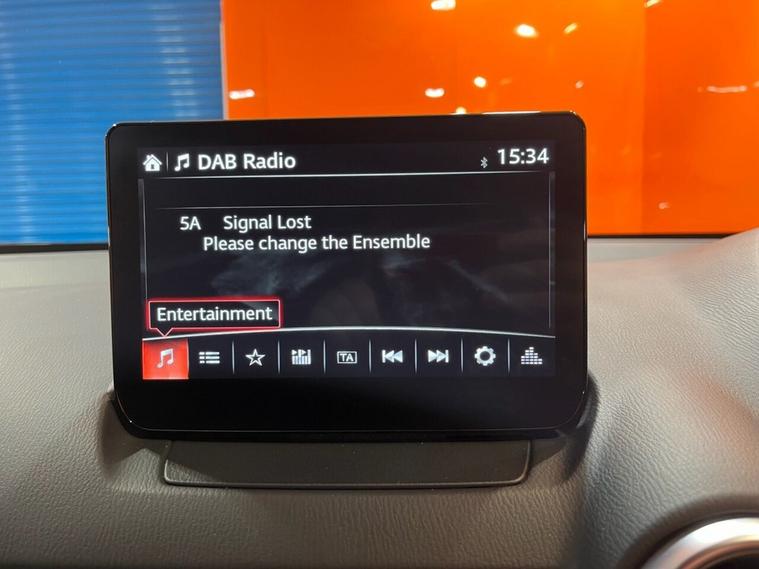 DAB Radio 15:34
5A Signal Lost
Please change the Ensemble
Entertainment
TA